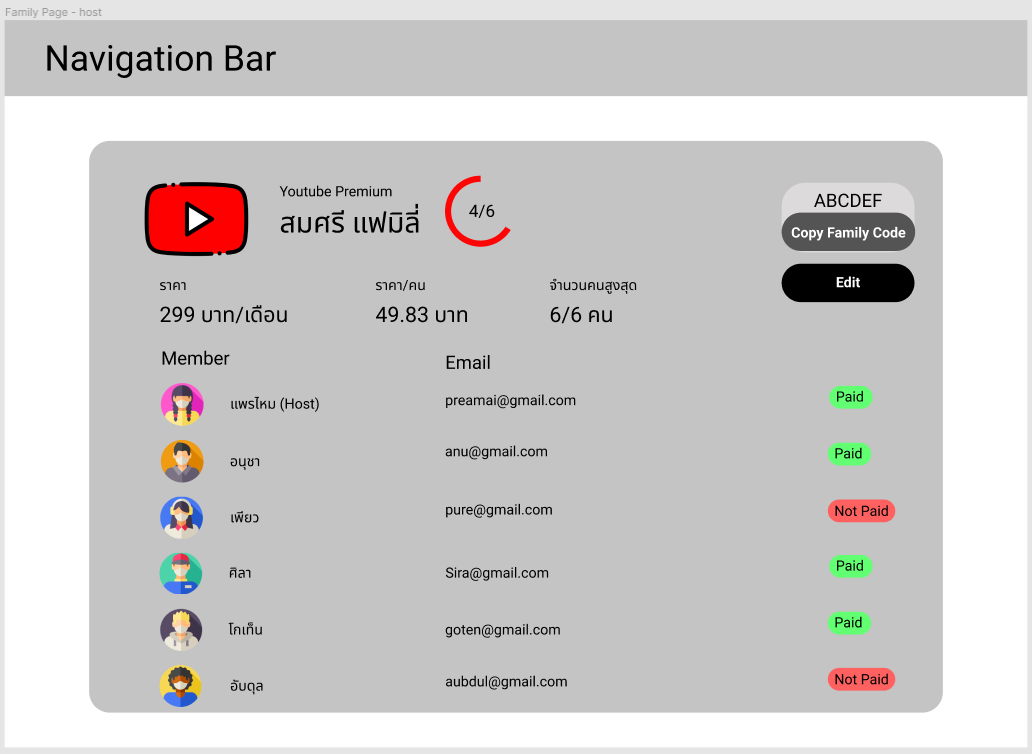 Family Page - host
Navigation Bar
Youtube Premium
สมศรี แฟมิลี่
4/6
ABCDEF
Copy Family Code
Edit
ราคา
ราคา/คน
จำนวนคนสูงสุด
299 บาท/เดือน
49.83 บาท
6/6 คน
Member
Email
แพรไหม (Host)
preamai@gmail.com
Paid
อนุชา
anu@gmail.com
Paid
เพียว
pure@gmail.com
Not Paid
ศิลา
Sira@gmail.com
Paid
โกเท็น
goten@gmail.com
Paid
อับดุล
aubdul@gmail.com
Not Paid